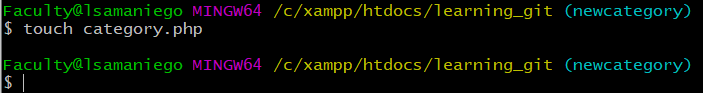 Faculty@lsamaniego MINGW64 /c/xampp/htdocs/learning_git (newcategory)
$ touch category.php
Faculty@lsamaniego MINGW64 /c/xampp/htdocs/learning_git (newcategory)
$